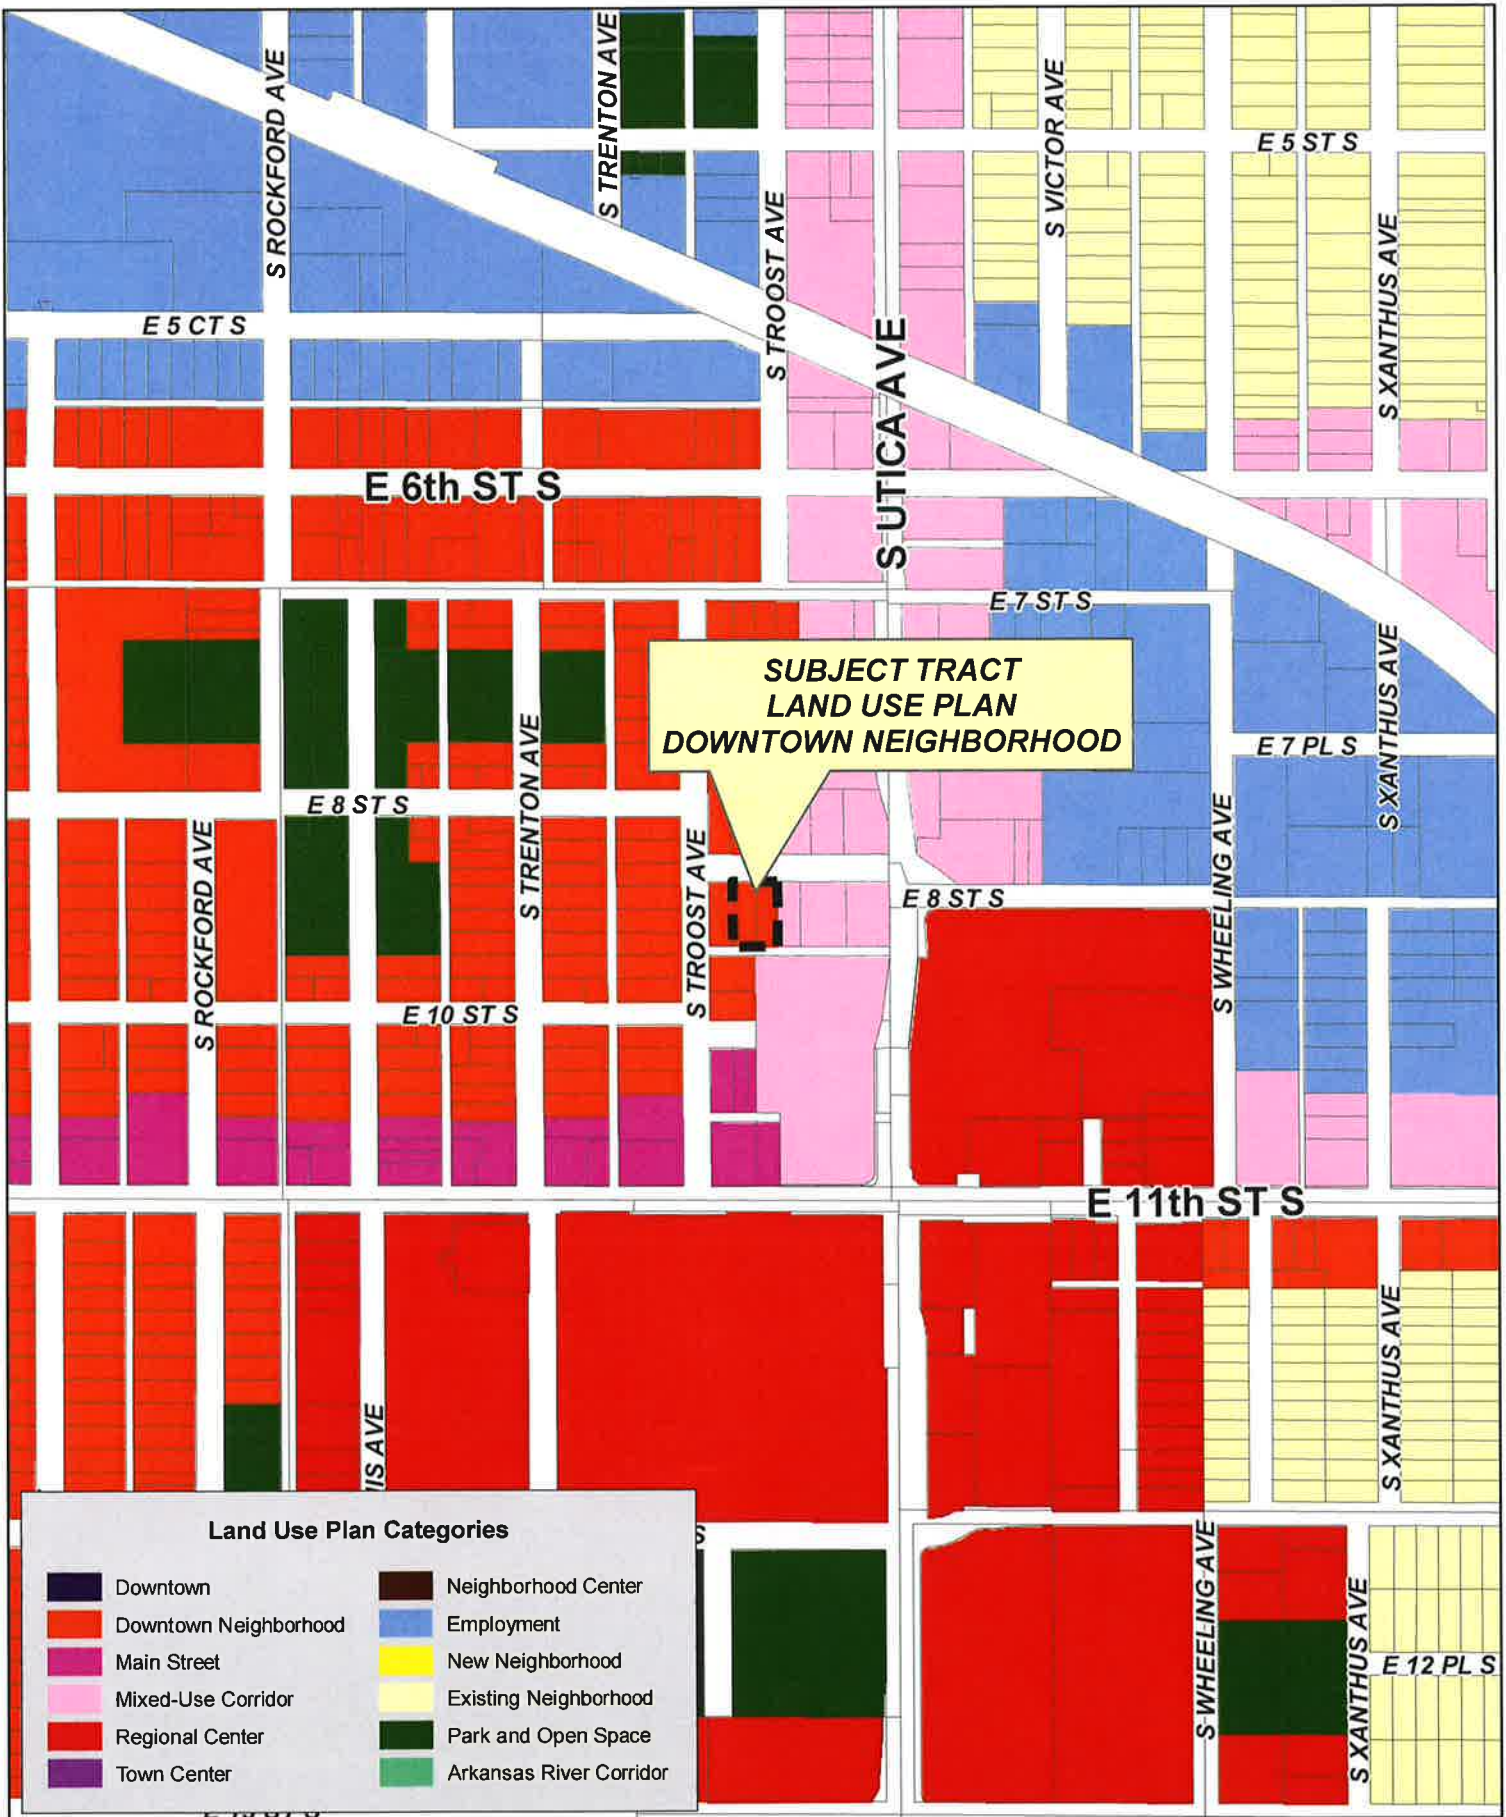 S ROCKFORD AVE
S TRENTON AVE
S VICTOR AVE
E 5 ST S
S TROOST AVE
S XANTHUS AVE
E 5 CT S
S UTICA AVE
E 6th ST S
E 7 ST S
SUBJECT TRACT
LAND USE PLAN
DOWNTOWN NEIGHBORHOOD
S XANTHUS AVE
E 7 PL S
S TRENTON AVE
E 8 ST S
S WHEELING AVE
S ROCKFORD AVE
S TROOST AVE
E 8 ST S
E 10 ST S
E 11th ST S
S XANTHUS AVE
IS AVE
S
Land Use Plan Categories
Downtown
Downtown Neighborhood
Main Street
Mixed-Use Corridor
Regional Center
Town Center
Neighborhood Center
Employment
New Neighborhood
Existing Neighborhood
Park and Open Space
Arkansas River Corridor
S WHEELING AVE
S XANTHUS AVE
E 12 PL S